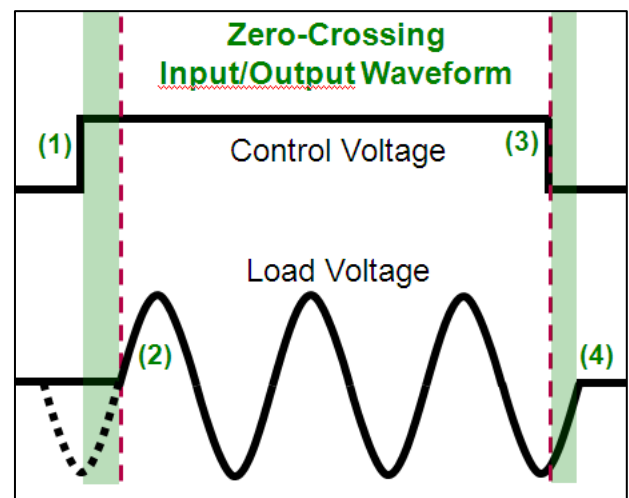 Zero-Crossing
Input/Output Waveform
(1)
Control Voltage
(3)
Load Voltage
(2)
(4)